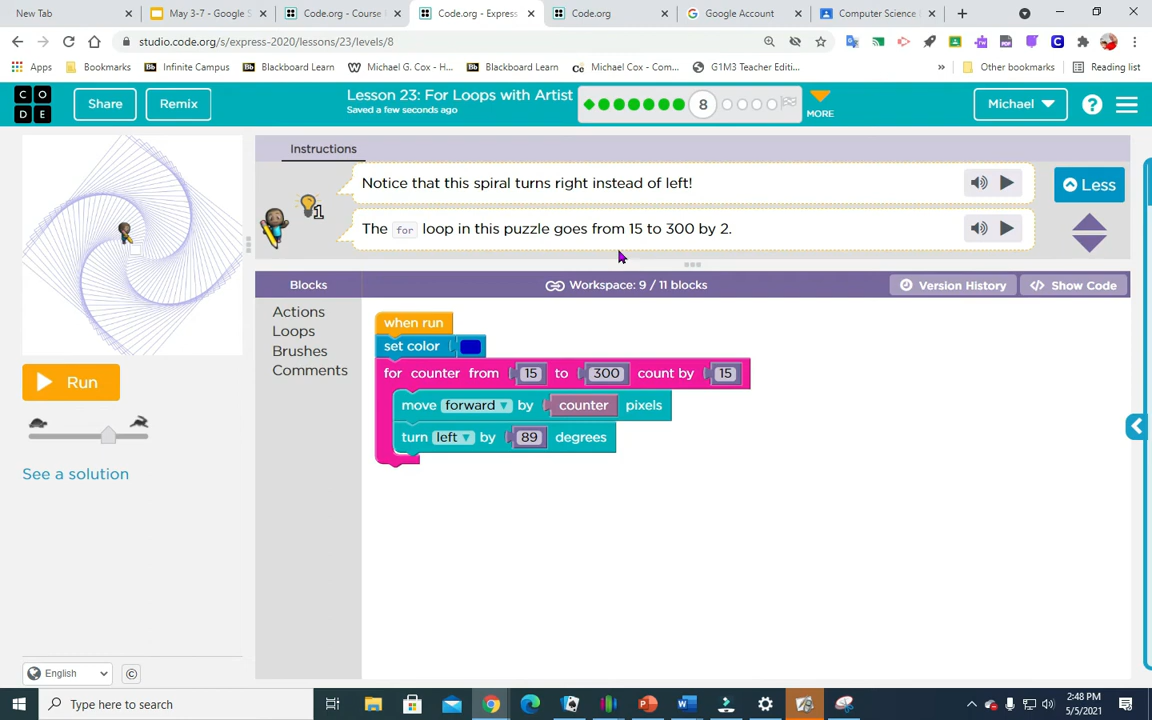 New Tab
May 3-7 - Google S
Code.org - Course
Code.org - Express
Code.org
Google Account
Computer Science
studio.code.org/s/express-2020/lessons/23/levels/8
Apps
Bookmarks
Infinite Campus
Blackboard Learn
Michael G. Cox - H...
Blackboard Learn
Michael Cox - Com...
G1M3 Teacher Editi...
»
Other bookmarks
Reading list
C O
D E
Share
Remix
Lesson 23: For Loops with Artist
Saved a few seconds ago
8
MORE
Michael
?
Instructions
Notice that this spiral turns right instead of left!
1
The for loop in this puzzle goes from 15 to 300 by 2.
Less
Blocks
Workspace: 9 / 11 blocks
Version History
</> Show Code
Actions
Loops
Brushes
Comments
when run
set color
for counter from 15 to 300 count by 15
move forward by counter pixels
turn left by 89 degrees
Run
See a solution
English
©
Type here to search
2:48 PM
5/5/2021